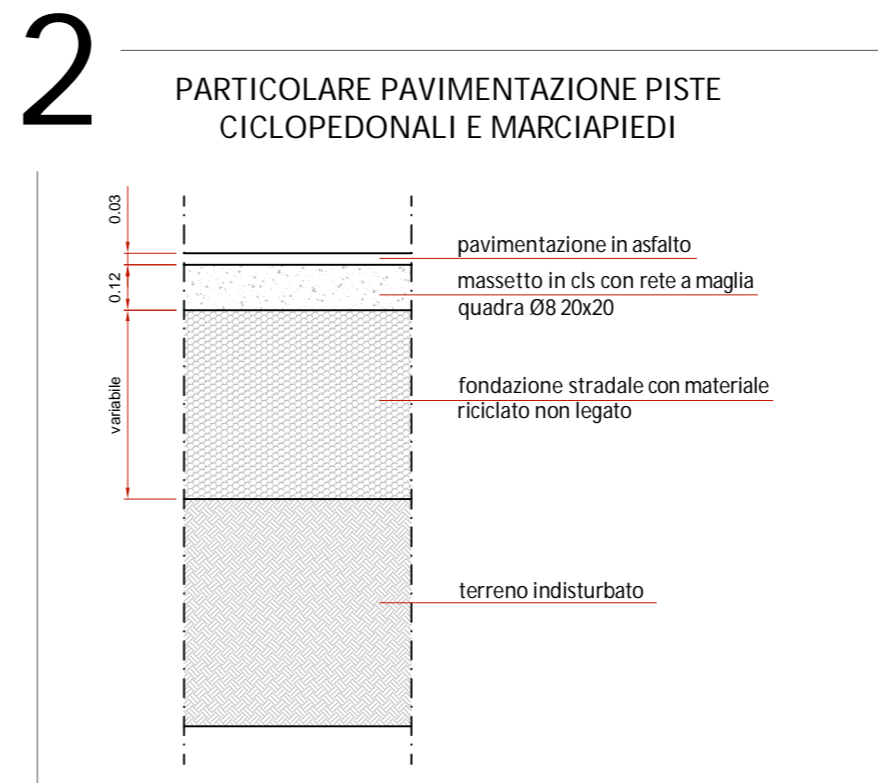 2
PARTICOLARE PAVIMENTAZIONE PISTE
CICLOPEDONALI E MARCIAPIEDI
0.03
pavimentazione in asfalto
0.12
massetto in cls con rete a maglia
quadra Ø8 20x20
variabile
fondazione stradale con materiale
riciclato non legato
terreno indisturbato